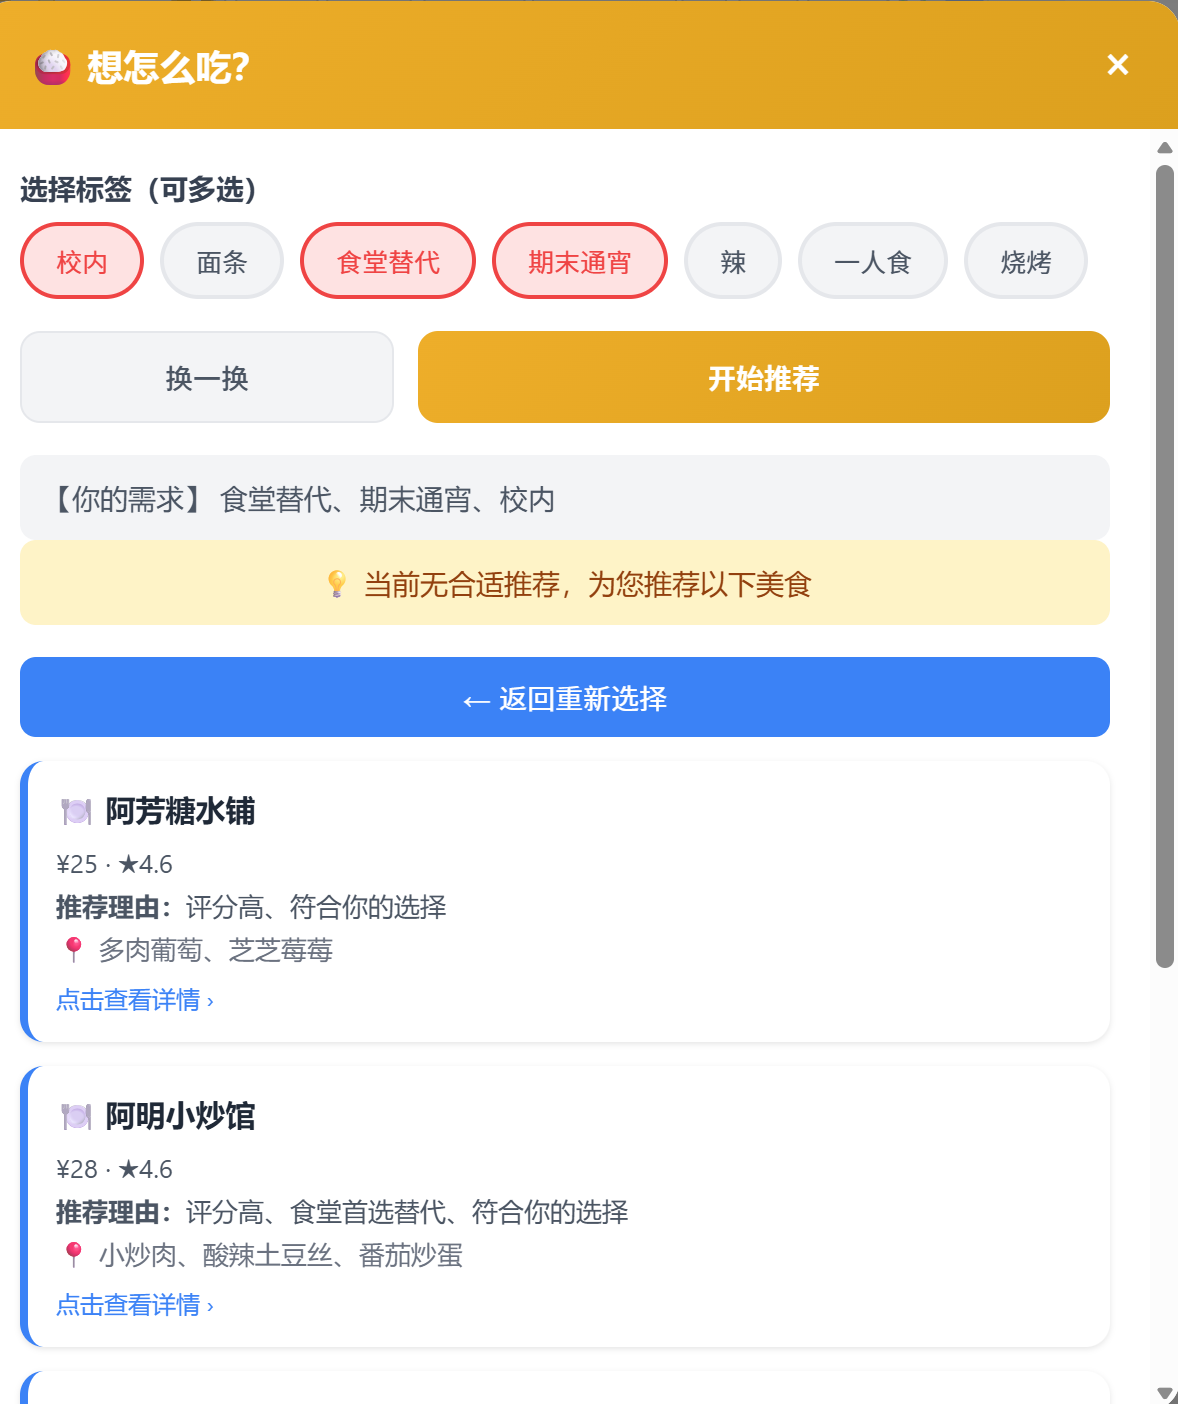 🍚 想怎么吃?
×
选择标签（可多选）
校内 面条 食堂替代 期末通宵 辣 一人食 烧烤
换一换 开始推荐
【你的需求】 食堂替代、期末通宵、校内
💡 当前无合适推荐，为您推荐以下美食
← 返回重新选择
🍽️ 阿芳糖水铺
¥25 · ★4.6
推荐理由：评分高、符合你的选择
📍 多肉葡萄、芝芝莓莓
点击查看详情 ›
🍽️ 阿明小炒馆
¥28 · ★4.6
推荐理由：评分高、食堂首选替代、符合你的选择
📍 小炒肉、酸辣土豆丝、番茄炒蛋
点击查看详情 ›